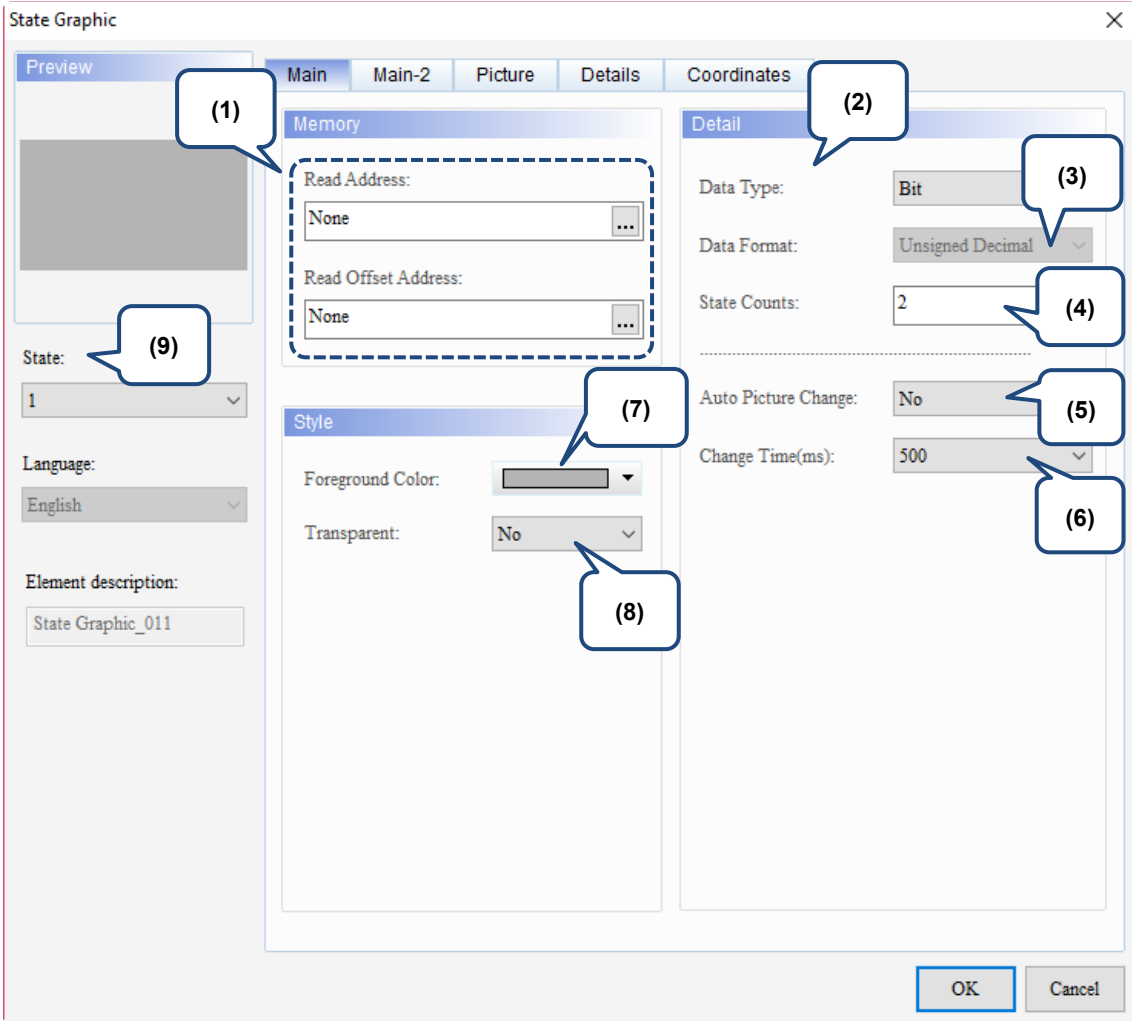 State Graphic
Preview
Main Main-2 Picture Details Coordinates
(1)
(2)
Memory
Detail
Read Address:
None
...
Read Offset Address:
None
...
Data Type: Bit
(3)
Data Format: Unsigned Decimal
State Counts: 2
(4)
Auto Picture Change: No
(5)
Change Time(ms): 500
(6)
State:
(9)
1
Language:
English
Element description:
State Graphic_011
Style
(7)
Foreground Color:
Transparent: No
(8)
OK Cancel